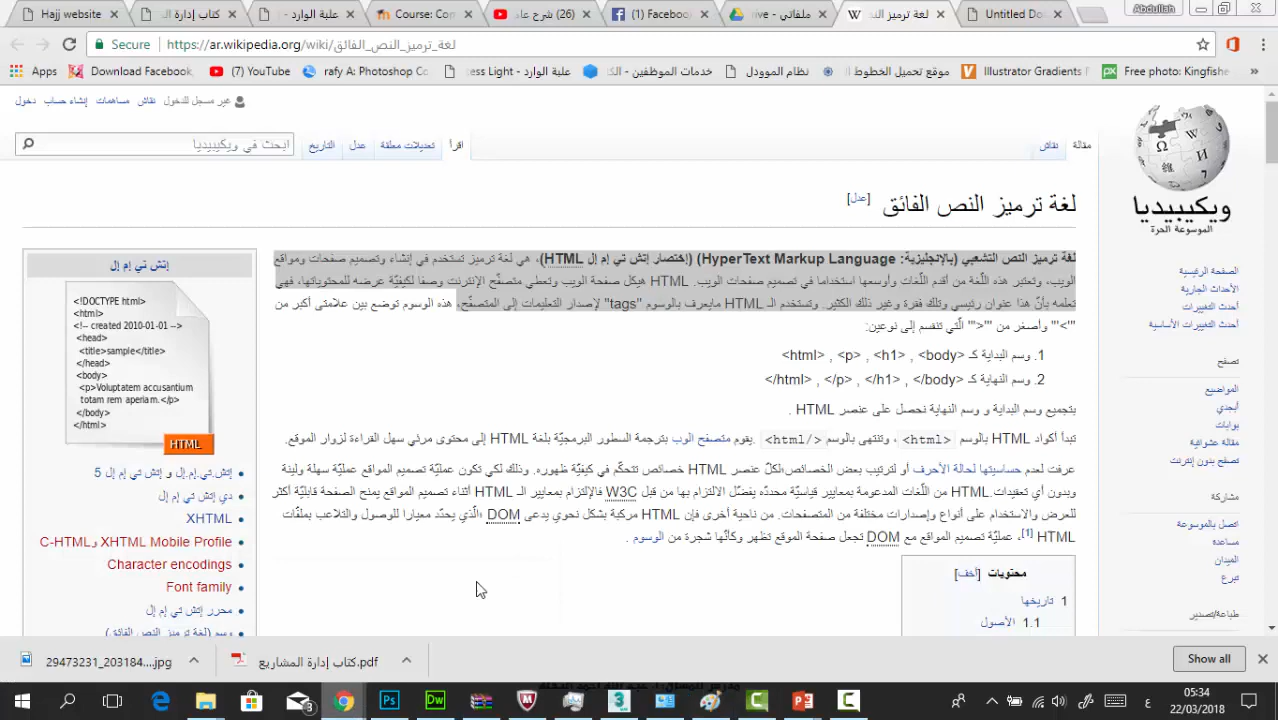 Hajj website
كتاب إدارة ال
علبة الوارد - (
Course: Com
(26) شرح عاه
(1) Faceboo
ملفاتي - hive
لغة ترميز الند
Untitled Do
Abdullah
Secure
https://ar.wikipedia.org/wiki/لغة_ترميز_النص_الفائق
Apps
Download Facebook
(7) YouTube
rafy A: Photoshop Co
علبة الوارد - ess Light
خدمات الموظفين - الك
نظام الموودل
موقع تحميل الخطوط ا
Illustrator Gradients
Free photo: Kingfishe
غير مسجل للدخول نقاش مساهمات إنشاء حساب دخول
مقالة نقاش
اقرأ تعديلات معلقة عدل التاريخ
ابحث في ويكيبيديا
ويكيبيديا
الموسوعة الحرة
لغة ترميز النص الفائق [عدل]
لغة ترميز النص التشعبي (بالإنجليزية: HyperText Markup Language) (إختصار إتش تي إم إل HTML)، هي لغة ترميز تستخدم في إنشاء وتصميم صفحات ومواقع
الويب، وتعتبر هذه اللّغة من أقدم اللّغات وأوسعها استخداما في تصميم صفحات الويب. HTML هيكل صفحة الويب وتعطي متصفّح الإنترنت وصفا لكيفيّة عرضه للمحتوياتها، فهي
تعلمه بأنّ هذا عنوان رئيسي وتلك فقرة وغير ذلك الكثير. وتستخدم الـ HTML مايعرف بالوسوم "tags" لإصدار التعليمات إلى المتصفّح، هذه الوسوم توضع بين علامتي أكبر من
"'<'" وأصغر من "'>'" الّتي تنقسم إلى نوعين:
1. وسم البداية كـ <html> , <p> , <h1> , <body>
2. وسم النهاية كـ </html> , </p> , </h1> , </body>
بتجميع وسم البداية و وسم النهاية نحصل على عنصر HTML .
تبدأ أكواد HTML بالوسم <html> ، وتنتهي بالوسم <html/> .يقوم متصفح الوب بترجمة السطور البرمجيّة بلغة HTML إلى محتوى مرئي سهل القراءة لزوار الموقع.
عرفت لعدم حساسيتها لحالة الأحرف أو لترتيب بعض الخصائص،لكلّ عنصر HTML خصائص تتحكّم في كيفيّة ظهوره. وذلك لكي تكون عمليّة تصميم المواقع عمليّة سهلة ولينة
وبدون أي تعقيدات.HTML من اللّغات المدعومة بمعايير قياسيّة محدّده يفضّل الالتزام بها من قبل W3C فالإلتزام بمعايير الـ HTML أثناء تصميم المواقع يمنح الصفحة قابليّة أكثر
للعرض والاستخدام على أنواع وإصدارات مختلفة من المتصفحات. من ناحية أخرى فإن HTML مركبة بشكل نحوي يدعى DOM ،الّذي يحدّد معيارا للوصول والتلاعب بملفّات
HTML [1]، عمليّة تصميم المواقع مع DOM تجعل صفحة الموقع تظهر وكأنّها شجرة من الوسوم .
محتويات [أخف]
1 تاريخها
1.1 الأصول
إتش تي إم إل
<!DOCTYPE html>
<html>
<!-- created 2010-01-01 -->
<head>
<title>sample</title>
</head>
<body>
<p>Voluptatem accusantium
totam rem aperiam.</p>
</body>
</html>
HTML
إتش.تي.إم.إل و إتش تي إم إل 5
دي إتش تي إم إل
XHTML
XHTML Mobile Profile وC-HTML
Character encodings
Font family
محرر إتش تي إم إل
وسم (لغة ترميز النص الفائق)
الصفحة الرئيسية
الأحداث الجارية
أحدث التغييرات
أحدث التغييرات الأساسية
تصفح
المواضيع
أبجدي
بوابات
مقالة عشوائية
تصفح بدون إنترنت
مشاركة
اتصل بالموسوعة
مساعدة
الميدان
تبرع
طباعة/تصدير
29473231_203184....jpg
كتاب إدارة المشاريع.pdf
Show all
3
Ps
Dw
ع
05:34
22/03/2018